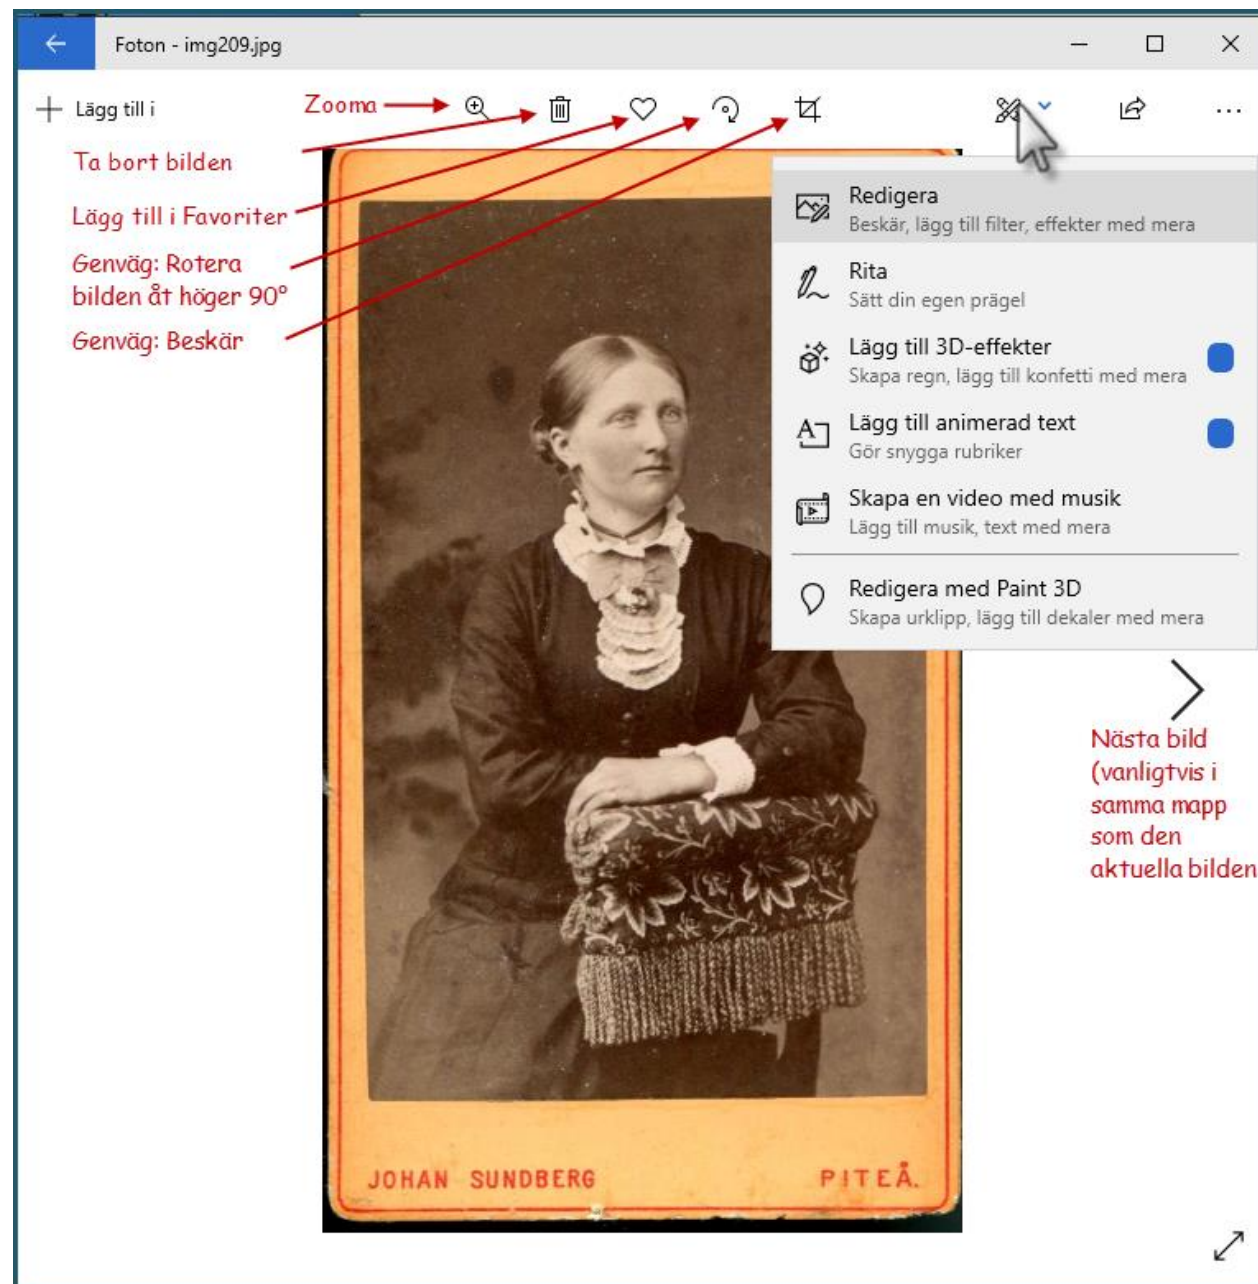 Foton - img209.jpg
Lägg till i
Zooma
Ta bort bilden
Lägg till i Favoriter
Genväg: Rotera
bilden åt höger 90°
Genväg: Beskär
Redigera
Beskär, lägg till filter, effekter med mera
Rita
Sätt din egen prägel
Lägg till 3D-effekter
Skapa regn, lägg till konfetti med mera
Lägg till animerad text
Gör snygga rubriker
Skapa en video med musik
Lägg till musik, text med mera
Redigera med Paint 3D
Skapa urklipp, lägg till dekaler med mera
Nästa bild
(vanligtvis i
samma mapp
som den
aktuella bilden
JOHAN SUNDBERG PITEÅ.